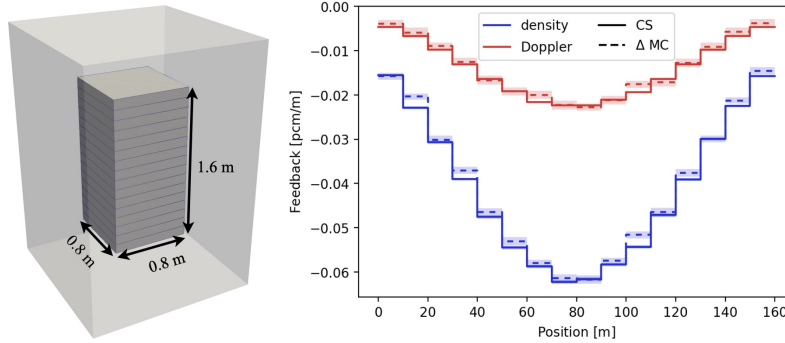 1.6 m
0.8 m
0.8 m
Feedback [pcm/m]
0.00
−0.01
−0.02
−0.03
−0.04
−0.05
−0.06
density
Doppler
CS
Δ MC
0 20 40 60 80 100 120 140 160
Position [m]